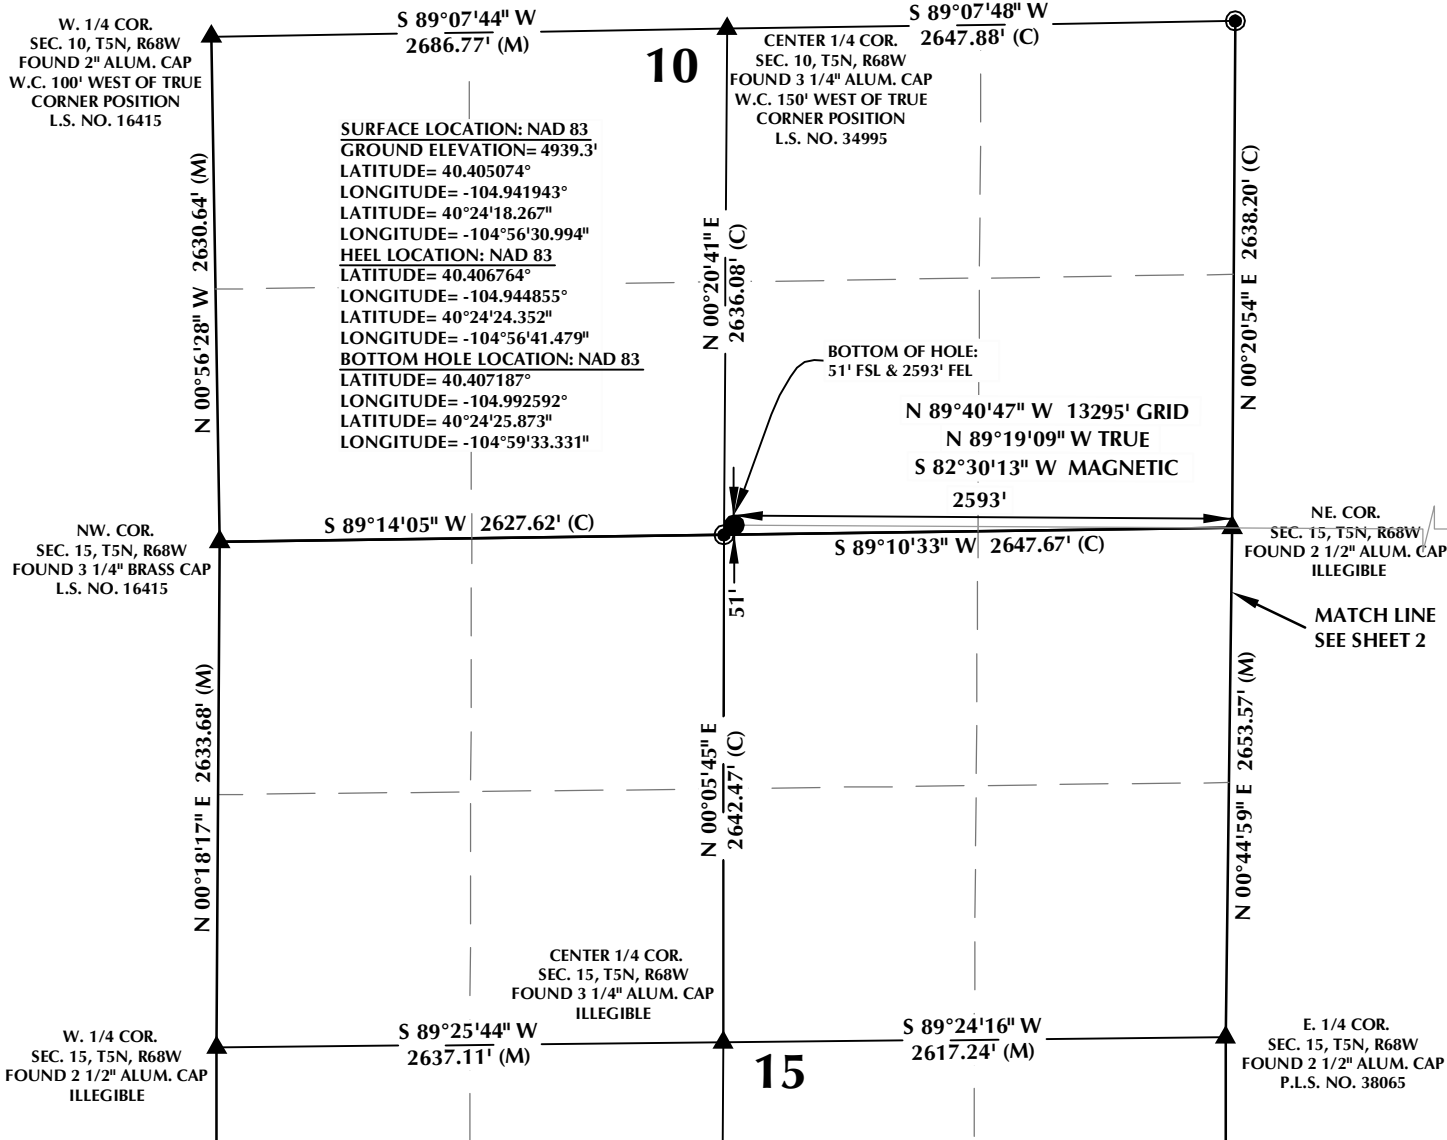 W. 1/4 COR.
SEC. 10, T5N, R68W
FOUND 2" ALUM. CAP
W.C. 100' WEST OF TRUE
CORNER POSITION
L.S. NO. 16415
S 89°07'44" W
2686.77' (M)
10
S 89°07'48" W
2647.88' (C)
CENTER 1/4 COR.
SEC. 10, T5N, R68W
FOUND 3 1/4" ALUM. CAP
W.C. 150' WEST OF TRUE
CORNER POSITION
L.S. NO. 34995
SURFACE LOCATION: NAD 83
GROUND ELEVATION= 4939.3'
LATITUDE= 40.405074°
LONGITUDE= -104.941943°
LATITUDE= 40°24'18.267"
LONGITUDE= -104°56'30.994"
HEEL LOCATION: NAD 83
LATITUDE= 40.406764°
LONGITUDE= -104.944855°
LATITUDE= 40°24'24.352"
LONGITUDE= -104°56'41.479"
BOTTOM HOLE LOCATION: NAD 83
LATITUDE= 40.407187°
LONGITUDE= -104.992592°
LATITUDE= 40°24'25.873"
LONGITUDE= -104°59'33.331"
N 00°56'28" W 2630.64' (M)
N 00°20'41" E
2636.08' (C)
N 00°20'54" E 2638.20' (C)
BOTTOM OF HOLE:
51' FSL & 2593' FEL
N 89°40'47" W 13295' GRID
N 89°19'09" W TRUE
S 82°30'13" W MAGNETIC
2593'
NW. COR.
SEC. 15, T5N, R68W
FOUND 3 1/4" BRASS CAP
L.S. NO. 16415
S 89°14'05" W 2627.62' (C)
S 89°10'33" W 2647.67' (C)
NE. COR.
SEC. 15, T5N, R68W
FOUND 2 1/2" ALUM. CAP
ILLEGIBLE
51'
MATCH LINE
SEE SHEET 2
N 00°18'17" E 2633.68' (M)
N 00°05'45" E
2642.47' (C)
N 00°44'59" E 2653.57' (M)
CENTER 1/4 COR.
SEC. 15, T5N, R68W
FOUND 3 1/4" ALUM. CAP
ILLEGIBLE
W. 1/4 COR.
SEC. 15, T5N, R68W
FOUND 2 1/2" ALUM. CAP
ILLEGIBLE
S 89°25'44" W
2637.11' (M)
15
S 89°24'16" W
2617.24' (M)
E. 1/4 COR.
SEC. 15, T5N, R68W
FOUND 2 1/2" ALUM. CAP
P.L.S. NO. 38065